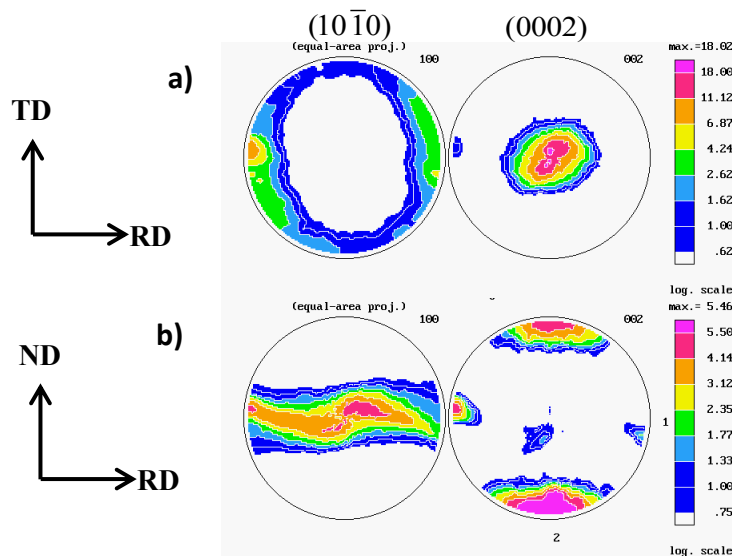 (10 1̅0) (0002)
a)
(equal-area proj.) 100 002 max.=18.02
TD
RD
18.00
11.12
6.87
4.24
2.62
1.62
1.00
.62
log. scale
b)
(equal-area proj.) 100 002 max.= 5.46
ND
RD
5.50
4.14
3.12
2.35
1.77
1.33
1.00
.75
1
2
log. scale